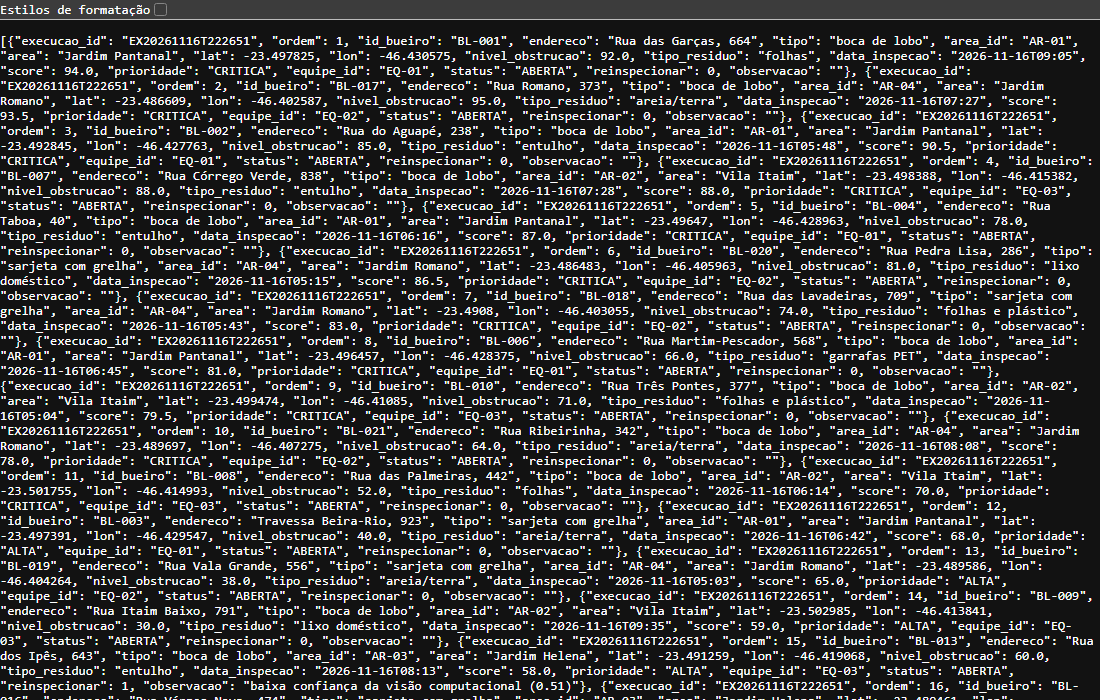 Estilos de formatação
[{"execucao_id": "EX20261116T222651", "ordem": 1, "id_bueiro": "BL-001", "endereco": "Rua das Garças, 664", "tipo": "boca de lobo", "area_id": "AR-01",
"area": "Jardim Pantanal", "lat": -23.497825, "lon": -46.430575, "nivel_obstrucao": 92.0, "tipo_residuo": "folhas", "data_inspecao": "2026-11-16T09:05",
"score": 94.0, "prioridade": "CRITICA", "equipe_id": "EQ-01", "status": "ABERTA", "reinspecionar": 0, "observacao": ""}, {"execucao_id":
"EX20261116T222651", "ordem": 2, "id_bueiro": "BL-017", "endereco": "Rua Romano, 373", "tipo": "boca de lobo", "area_id": "AR-04", "area": "Jardim
Romano", "lat": -23.486609, "lon": -46.402587, "nivel_obstrucao": 95.0, "tipo_residuo": "areia/terra", "data_inspecao": "2026-11-16T07:27", "score":
93.5, "prioridade": "CRITICA", "equipe_id": "EQ-02", "status": "ABERTA", "reinspecionar": 0, "observacao": ""}, {"execucao_id": "EX20261116T222651",
"ordem": 3, "id_bueiro": "BL-002", "endereco": "Rua do Aguapé, 238", "tipo": "boca de lobo", "area_id": "AR-01", "area": "Jardim Pantanal", "lat":
-23.492845, "lon": -46.427763, "nivel_obstrucao": 85.0, "tipo_residuo": "entulho", "data_inspecao": "2026-11-16T05:48", "score": 90.5, "prioridade":
"CRITICA", "equipe_id": "EQ-01", "status": "ABERTA", "reinspecionar": 0, "observacao": ""}, {"execucao_id": "EX20261116T222651", "ordem": 4, "id_bueiro":
"BL-007", "endereco": "Rua Córrego Verde, 838", "tipo": "boca de lobo", "area_id": "AR-02", "area": "Vila Itaim", "lat": -23.498388, "lon": -46.415382,
"nivel_obstrucao": 88.0, "tipo_residuo": "entulho", "data_inspecao": "2026-11-16T07:28", "score": 88.0, "prioridade": "CRITICA", "equipe_id": "EQ-03",
"status": "ABERTA", "reinspecionar": 0, "observacao": ""}, {"execucao_id": "EX20261116T222651", "ordem": 5, "id_bueiro": "BL-004", "endereco": "Rua
Taboa, 40", "tipo": "boca de lobo", "area_id": "AR-01", "area": "Jardim Pantanal", "lat": -23.49647, "lon": -46.428963, "nivel_obstrucao": 78.0,
"tipo_residuo": "entulho", "data_inspecao": "2026-11-16T06:16", "score": 87.0, "prioridade": "CRITICA", "equipe_id": "EQ-01", "status": "ABERTA",
"reinspecionar": 0, "observacao": ""}, {"execucao_id": "EX20261116T222651", "ordem": 6, "id_bueiro": "BL-020", "endereco": "Rua Pedra Lisa, 286", "tipo":
"sarjeta com grelha", "area_id": "AR-04", "area": "Jardim Romano", "lat": -23.486483, "lon": -46.405963, "nivel_obstrucao": 81.0, "tipo_residuo": "lixo
doméstico", "data_inspecao": "2026-11-16T05:15", "score": 86.5, "prioridade": "CRITICA", "equipe_id": "EQ-02", "status": "ABERTA", "reinspecionar": 0,
"observacao": ""}, {"execucao_id": "EX20261116T222651", "ordem": 7, "id_bueiro": "BL-018", "endereco": "Rua das Lavadeiras, 709", "tipo": "sarjeta com
grelha", "area_id": "AR-04", "area": "Jardim Romano", "lat": -23.4908, "lon": -46.403055, "nivel_obstrucao": 74.0, "tipo_residuo": "folhas e plástico",
"data_inspecao": "2026-11-16T05:43", "score": 83.0, "prioridade": "CRITICA", "equipe_id": "EQ-02", "status": "ABERTA", "reinspecionar": 0, "observacao":
""}, {"execucao_id": "EX20261116T222651", "ordem": 8, "id_bueiro": "BL-006", "endereco": "Rua Martim-Pescador, 568", "tipo": "boca de lobo", "area_id":
"AR-01", "area": "Jardim Pantanal", "lat": -23.496457, "lon": -46.428375, "nivel_obstrucao": 66.0, "tipo_residuo": "garrafas PET", "data_inspecao":
"2026-11-16T06:45", "score": 81.0, "prioridade": "CRITICA", "equipe_id": "EQ-01", "status": "ABERTA", "reinspecionar": 0, "observacao": ""},
{"execucao_id": "EX20261116T222651", "ordem": 9, "id_bueiro": "BL-010", "endereco": "Rua Três Pontes, 377", "tipo": "boca de lobo", "area_id": "AR-02",
"area": "Vila Itaim", "lat": -23.499474, "lon": -46.41085, "nivel_obstrucao": 71.0, "tipo_residuo": "folhas e plástico", "data_inspecao": "2026-11-
16T05:04", "score": 79.5, "prioridade": "CRITICA", "equipe_id": "EQ-03", "status": "ABERTA", "reinspecionar": 0, "observacao": ""}, {"execucao_id":
"EX20261116T222651", "ordem": 10, "id_bueiro": "BL-021", "endereco": "Rua Ribeirinha, 342", "tipo": "boca de lobo", "area_id": "AR-04", "area": "Jardim
Romano", "lat": -23.489697, "lon": -46.407275, "nivel_obstrucao": 64.0, "tipo_residuo": "areia/terra", "data_inspecao": "2026-11-16T08:08", "score":
78.0, "prioridade": "CRITICA", "equipe_id": "EQ-02", "status": "ABERTA", "reinspecionar": 0, "observacao": ""}, {"execucao_id": "EX20261116T222651",
"ordem": 11, "id_bueiro": "BL-008", "endereco": "Rua das Palmeiras, 442", "tipo": "boca de lobo", "area_id": "AR-02", "area": "Vila Itaim", "lat":
-23.501755, "lon": -46.414993, "nivel_obstrucao": 52.0, "tipo_residuo": "folhas", "data_inspecao": "2026-11-16T06:14", "score": 70.0, "prioridade":
"CRITICA", "equipe_id": "EQ-03", "status": "ABERTA", "reinspecionar": 0, "observacao": ""}, {"execucao_id": "EX20261116T222651", "ordem": 12,
"id_bueiro": "BL-003", "endereco": "Travessa Beira-Rio, 923", "tipo": "sarjeta com grelha", "area_id": "AR-01", "area": "Jardim Pantanal", "lat":
-23.497391, "lon": -46.429547, "nivel_obstrucao": 40.0, "tipo_residuo": "areia/terra", "data_inspecao": "2026-11-16T06:42", "score": 68.0, "prioridade":
"ALTA", "equipe_id": "EQ-01", "status": "ABERTA", "reinspecionar": 0, "observacao": ""}, {"execucao_id": "EX20261116T222651", "ordem": 13, "id_bueiro":
"BL-019", "endereco": "Rua Vala Grande, 556", "tipo": "sarjeta com grelha", "area_id": "AR-04", "area": "Jardim Romano", "lat": -23.489586, "lon":
-46.404264, "nivel_obstrucao": 38.0, "tipo_residuo": "areia/terra", "data_inspecao": "2026-11-16T05:03", "score": 65.0, "prioridade": "ALTA",
"equipe_id": "EQ-02", "status": "ABERTA", "reinspecionar": 0, "observacao": ""}, {"execucao_id": "EX20261116T222651", "ordem": 14, "id_bueiro": "BL-009",
"endereco": "Rua Itaim Baixo, 791", "tipo": "boca de lobo", "area_id": "AR-02", "area": "Vila Itaim", "lat": -23.502985, "lon": -46.413841,
"nivel_obstrucao": 30.0, "tipo_residuo": "lixo doméstico", "data_inspecao": "2026-11-16T09:35", "score": 59.0, "prioridade": "ALTA", "equipe_id": "EQ-
03", "status": "ABERTA", "reinspecionar": 0, "observacao": ""}, {"execucao_id": "EX20261116T222651", "ordem": 15, "id_bueiro": "BL-013", "endereco": "Rua
dos Ipês, 643", "tipo": "boca de lobo", "area_id": "AR-03", "area": "Jardim Helena", "lat": -23.491259, "lon": -46.419068, "nivel_obstrucao": 60.0,
"tipo_residuo": "entulho", "data_inspecao": "2026-11-16T08:13", "score": 58.0, "prioridade": "ALTA", "equipe_id": "EQ-03", "status": "ABERTA",
"reinspecionar": 1, "observacao": "baixa confiança da visão computacional (0.51)"}, {"execucao_id": "EX20261116T222651", "ordem": 16, "id_bueiro": "BL-